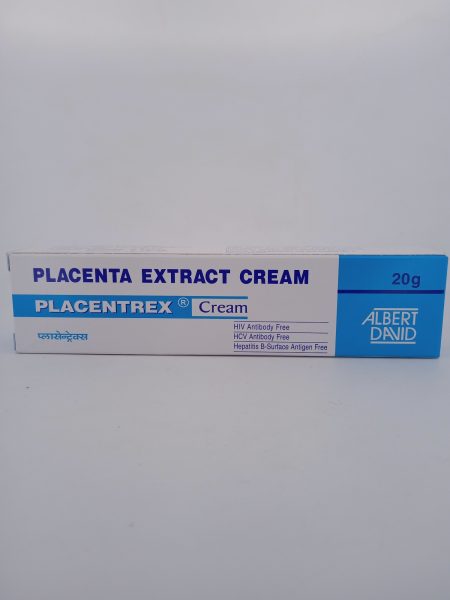 PLACENTA EXTRACT CREAM
20g
PLACENTREX ® Cream
प्लासेन्ट्रेक्स
HIV Antibody Free
HCV Antibody Free
Hepatitis B-Surface Antigen Free
ALBERT
DAVID